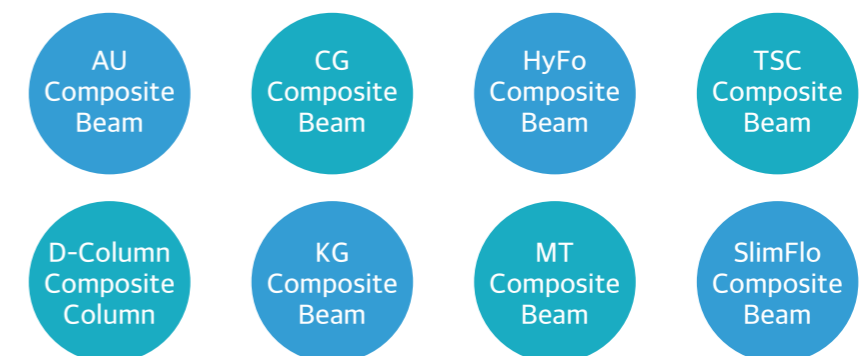 AU
Composite
Beam
CG
Composite
Beam
HyFo
Composite
Beam
TSC
Composite
Beam
D-Column
Composite
Column
KG
Composite
Beam
MT
Composite
Beam
SlimFlo
Composite
Beam